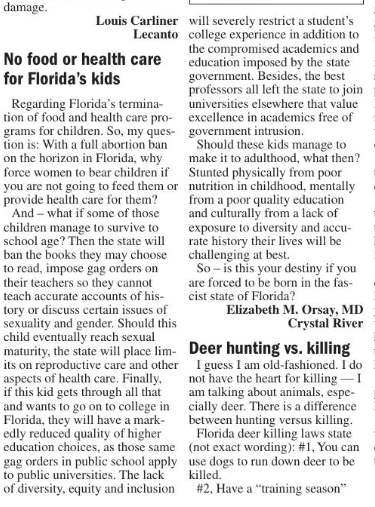 damage.
Louis Carliner
Lecanto
No food or health care
for Florida's kids
Regarding Florida's termina-
tion of food and health care pro-
grams for children. So, my ques-
tion is: With a full abortion ban
on the horizon in Florida, why
force women to bear children if
you are not going to feed them or
provide health care for them?
And – what if some of those
children manage to survive to
school age? Then the state will
ban the books they may choose
to read, impose gag orders on
their teachers so they cannot
teach accurate accounts of his-
tory or discuss certain issues of
sexuality and gender. Should this
child eventually reach sexual
maturity, the state will place lim-
its on reproductive care and other
aspects of health care. Finally,
if this kid gets through all that
and wants to go on to college in
Florida, they will have a mark-
edly reduced quality of higher
education choices, as those same
gag orders in public school apply
to public universities. The lack
of diversity, equity and inclusion
will severely restrict a student's
college experience in addition to
the compromised academics and
education imposed by the state
government. Besides, the best
professors all left the state to join
universities elsewhere that value
excellence in academics free of
government intrusion.
Should these kids manage to
make it to adulthood, what then?
Stunted physically from poor
nutrition in childhood, mentally
from a poor quality education
and culturally from a lack of
exposure to diversity and accu-
rate history their lives will be
challenging at best.
So – is this your destiny if you
are forced to be born in the fas-
cist state of Florida?
Elizabeth M. Orsay, MD
Crystal River
Deer hunting vs. killing
I guess I am old-fashioned. I do
not have the heart for killing — I
am talking about animals, espe-
cially deer. There is a difference
between hunting versus killing.
Florida deer killing laws state
(not exact wording): #1, You can
use dogs to run down deer to be
killed.
#2, Have a “training season”